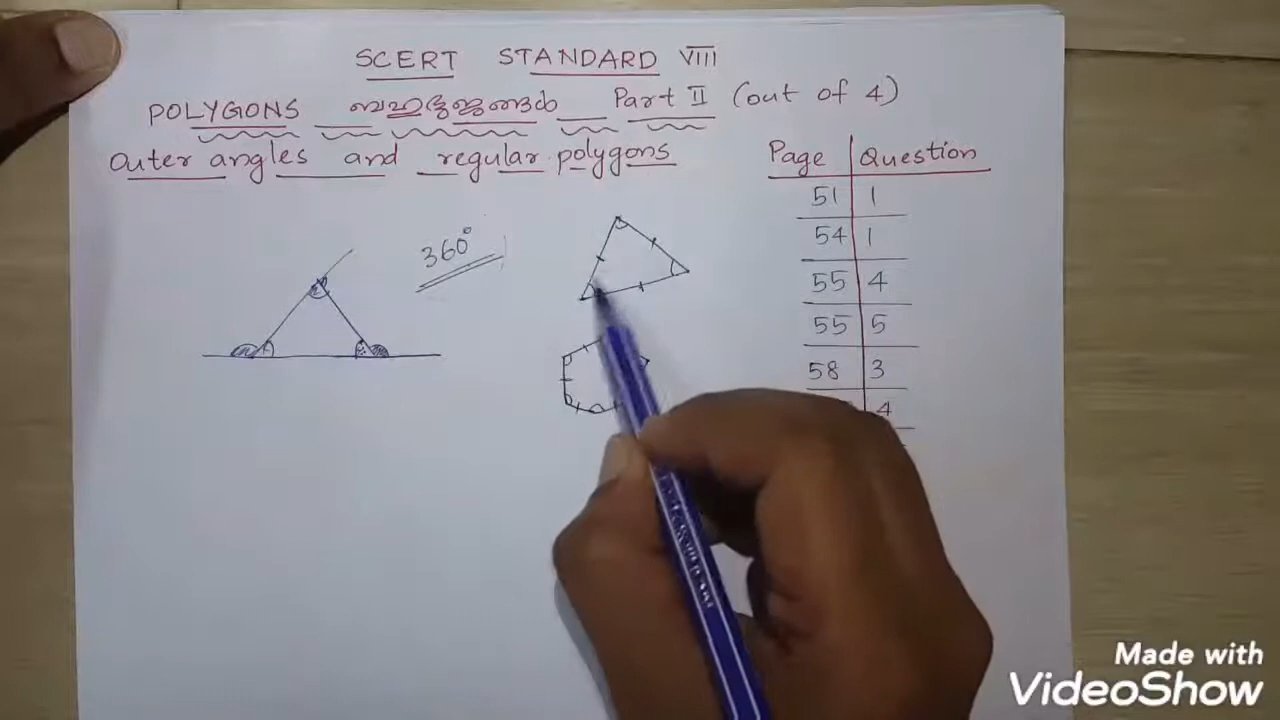 SCERT STANDARD VIII
POLYGONS ബഹുഭുജങ്ങൾ Part II (out of 4)
Outer angles and regular polygons
Page Question
51 1
54 1
55 4
55 5
58 3
4
360°
Made with
VideoShow